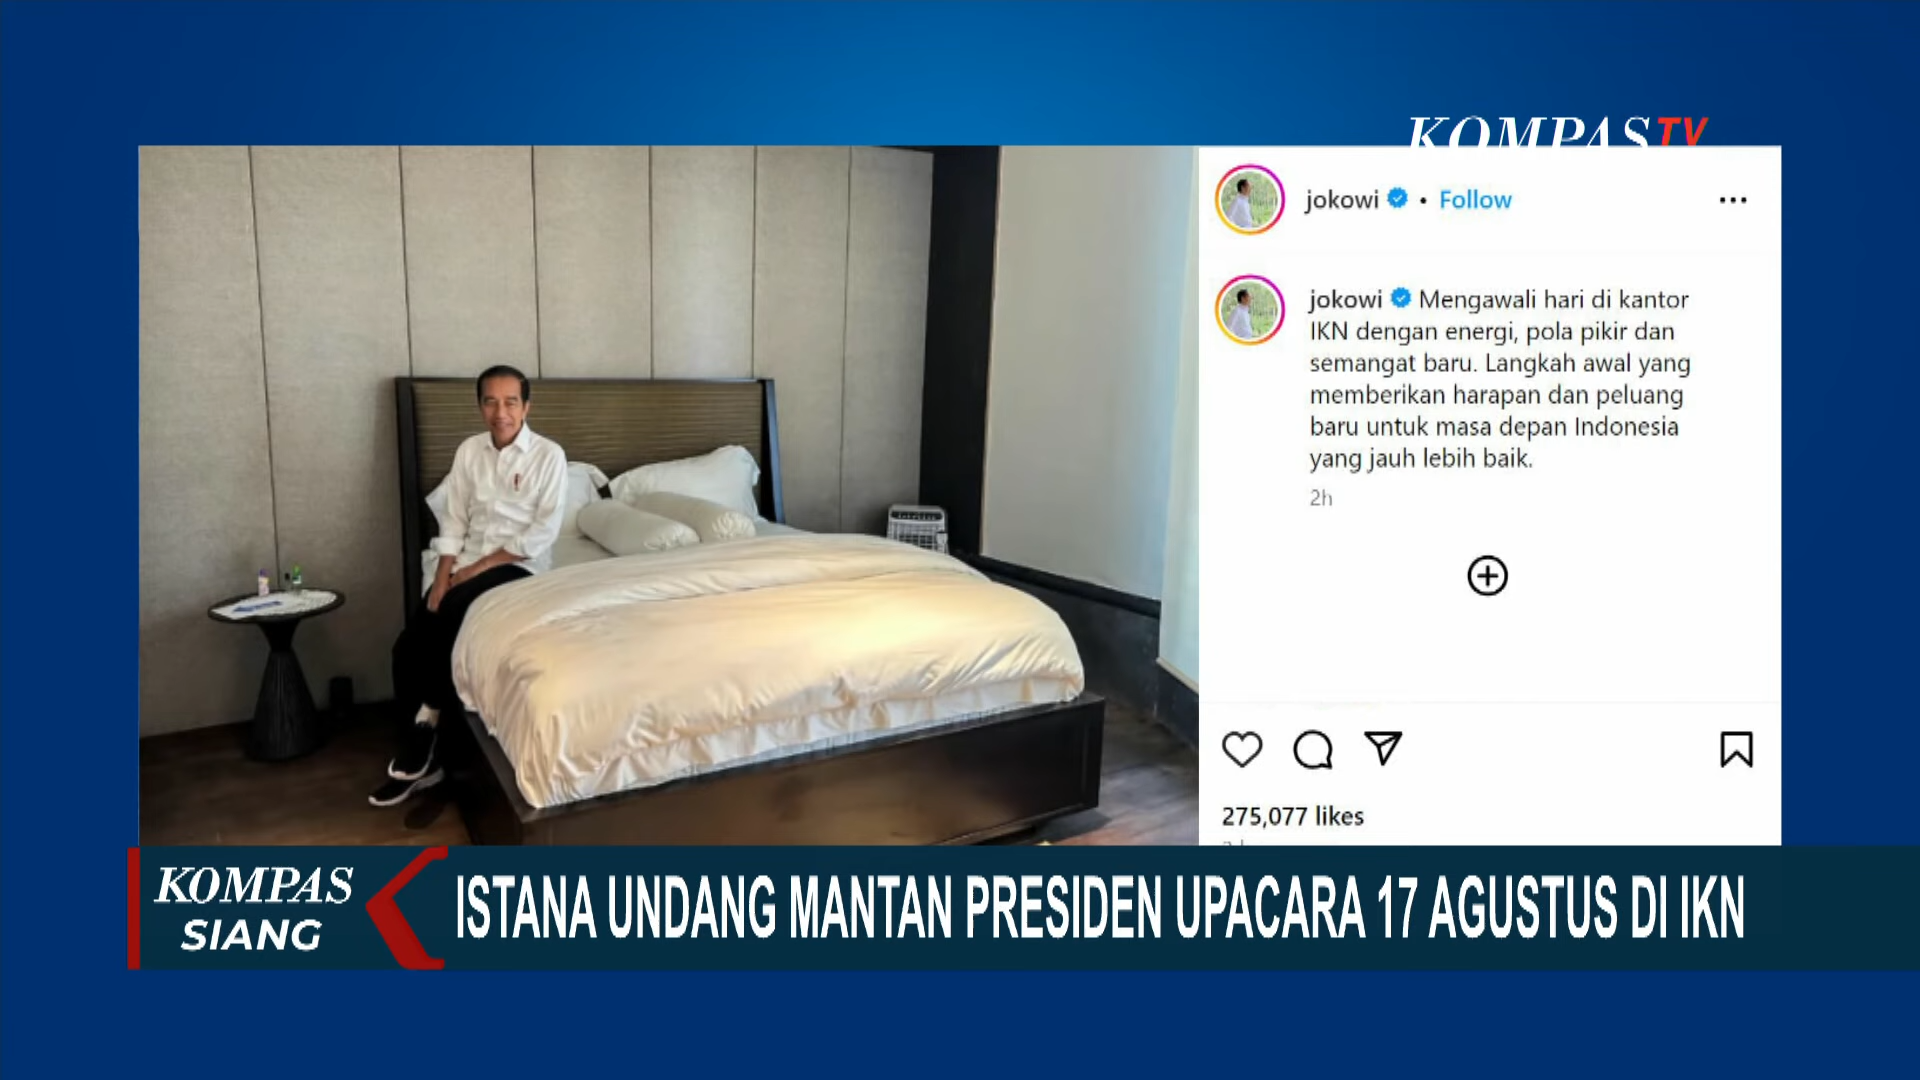 KOMPASTV
jokowi • Follow
jokowi Mengawali hari di kantor
IKN dengan energi, pola pikir dan
semangat baru. Langkah awal yang
memberikan harapan dan peluang
baru untuk masa depan Indonesia
yang jauh lebih baik.
2h
275,077 likes
KOMPAS
SIANG
ISTANA UNDANG MANTAN PRESIDEN UPACARA 17 AGUSTUS DI IKN